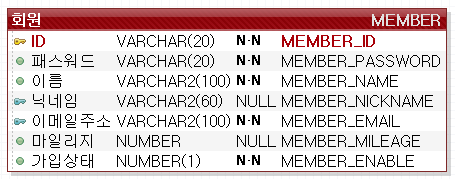 회원 MEMBER
ID VARCHAR(20) N·N MEMBER_ID
패스워드 VARCHAR(20) N·N MEMBER_PASSWORD
이름 VARCHAR2(100) N·N MEMBER_NAME
닉네임 VARCHAR2(60) NULL MEMBER_NICKNAME
이메일주소 VARCHAR2(100) N·N MEMBER_EMAIL
마일리지 NUMBER NULL MEMBER_MILEAGE
가입상태 NUMBER(1) N·N MEMBER_ENABLE